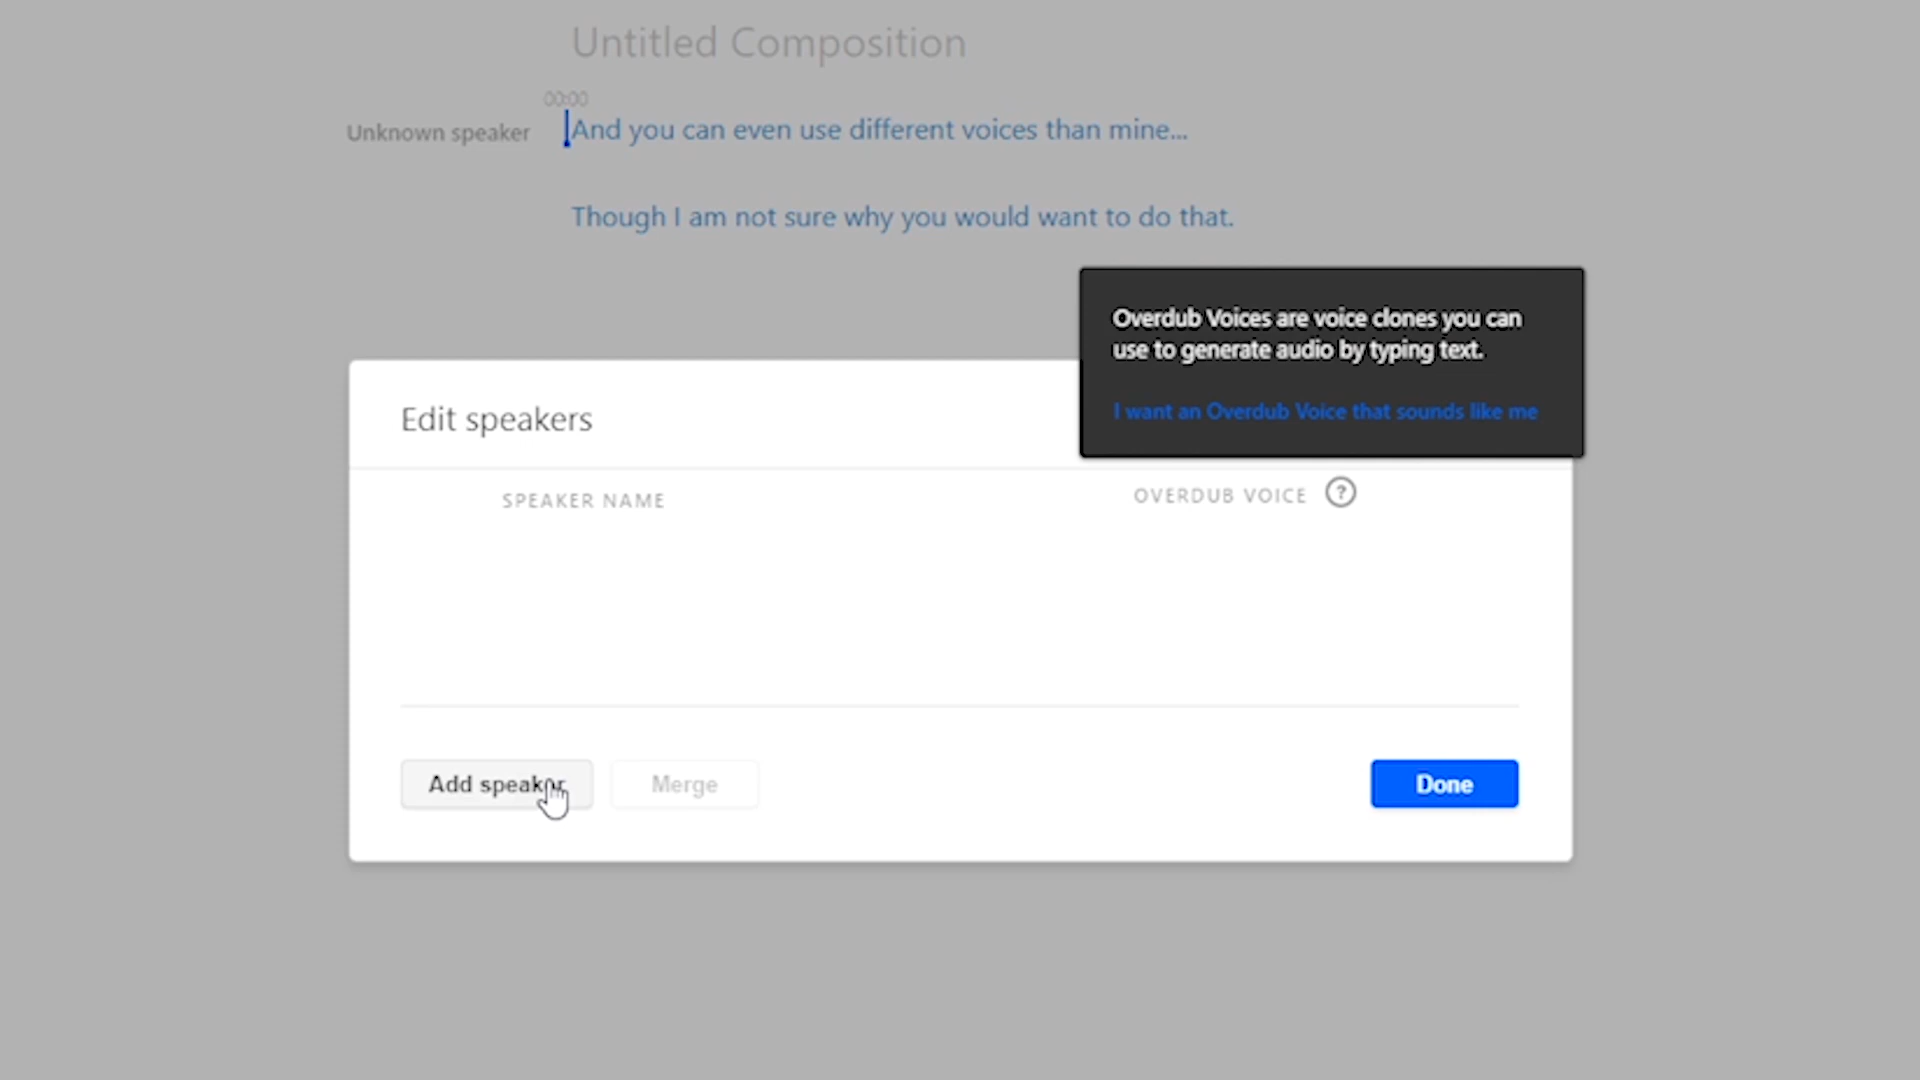 Untitled Composition
00:00
Unknown speaker
And you can even use different voices than mine...
Though I am not sure why you would want to do that.
Overdub Voices are voice clones you can
use to generate audio by typing text.
I want an Overdub Voice that sounds like me
Edit speakers
SPEAKER NAME
OVERDUB VOICE ?
Add speaker
Merge
Done